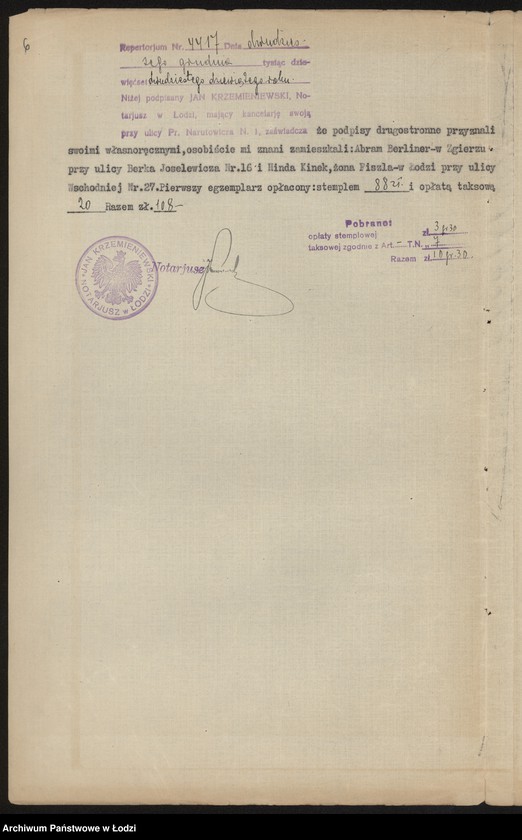 6
Repertorjum Nr. 4417 Dnia dwudzies-
tego grudnia tysiąc dzie-
więćset dwudziestego dziewiątego roku.
Niżej podpisany JAN KRZEMIENIEWSKI, No-
tarjusz w Łodzi, mający kancelarję swoją
przy ulicy Pr. Narutowicza N. 1, zaświadcza że podpisy drugostronne przyznali
swoimi własnoręcznymi,osobiście mi znani zamieszkali:Abram Berliner-w Zgierzu
przy ulicy Berka Joselewicza Nr.16 i Hinda Kinek,żona Fisula-w Łodzi przy ulicy
Wschodniej Nr.27.Pierwszy egzemplarz opłacony:stemplem 88 zł. i opłatą taksową
20 Razem zł.108-
Pobrano:
opłaty stemplowej zł 3 gr 30
taksowej zgodnie z Art. — T.N. „ 7
Razem zł. 10 gr. 30.
Notarjusz
JAN KRZEMIENIEWSKI
NOTARJUSZ w ŁODZI
Archiwum Państwowe w Łodzi